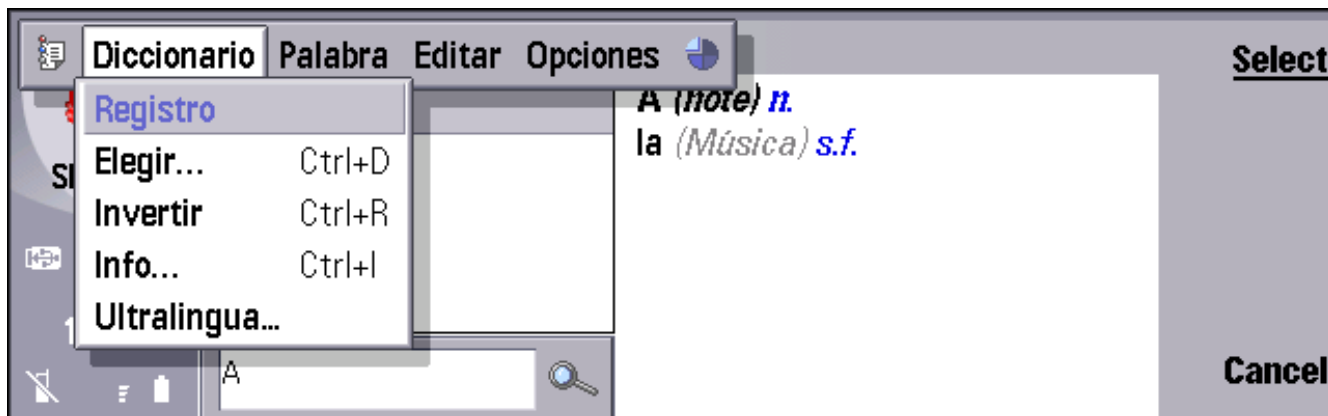 Diccionario Palabra Editar Opciones
Select
Registro
A (note) n.
la (Música) s.f.
Elegir... Ctrl+D
Invertir Ctrl+R
Info... Ctrl+I
Ultralingua...
A
Cancel